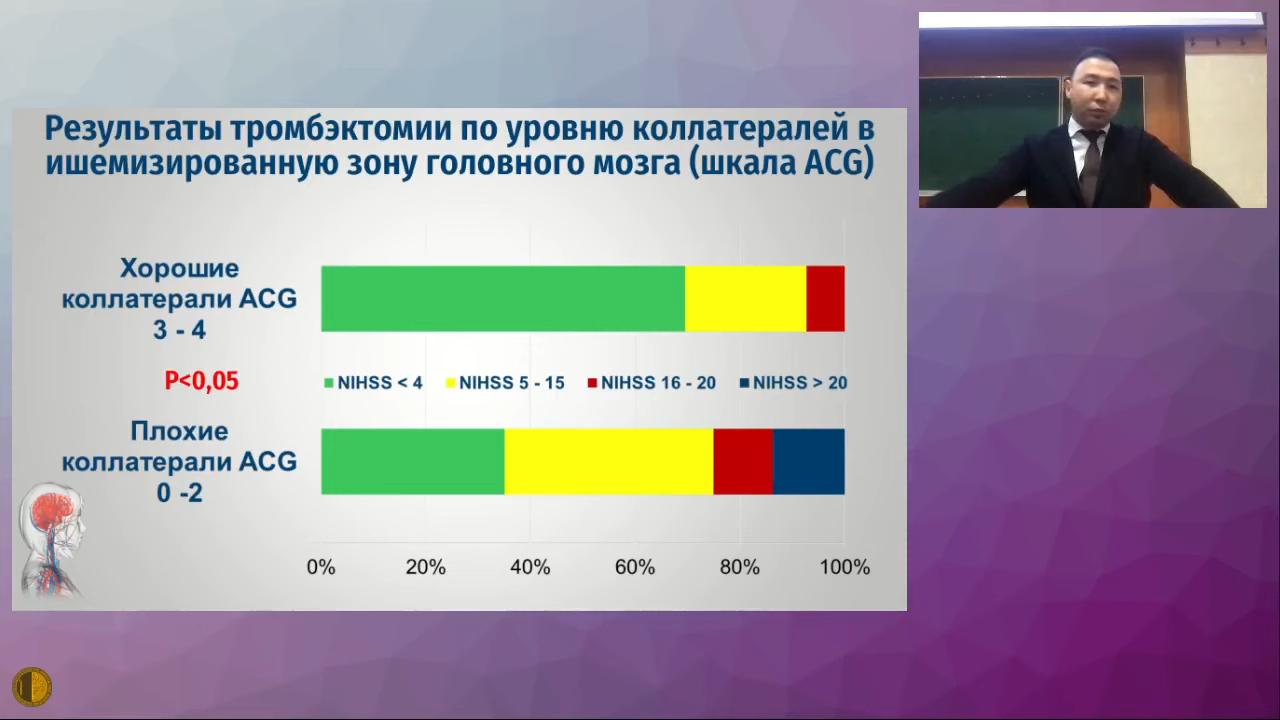 Результаты тромбэктомии по уровню коллатералей в
ишемизированную зону головного мозга (шкала ACG)
Хорошие
коллатерали ACG
3 - 4
P<0,05
NIHSS < 4 NIHSS 5 - 15 NIHSS 16 - 20 NIHSS > 20
Плохие
коллатерали ACG
0 -2
0% 20% 40% 60% 80% 100%